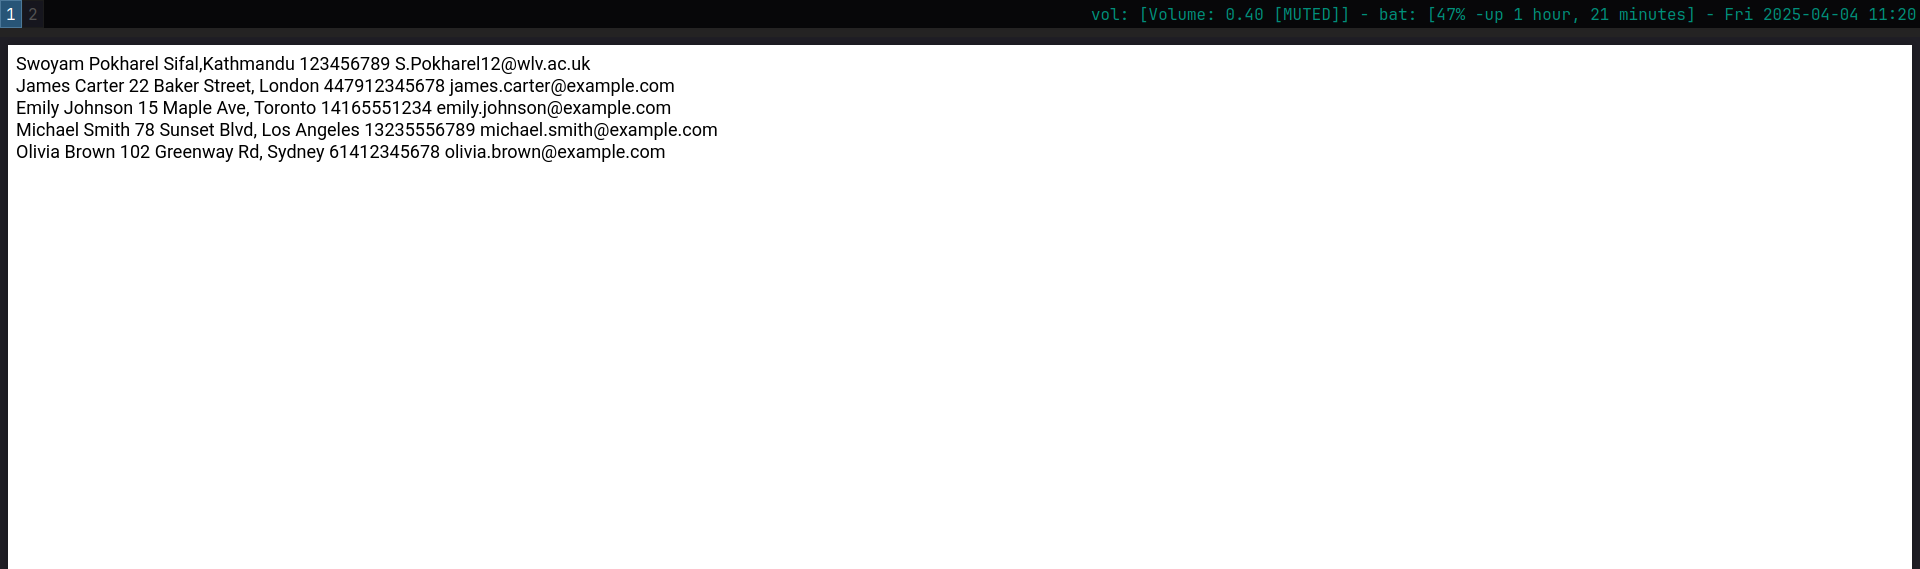 1 2 vol: [Volume: 0.40 [MUTED]] - bat: [47% -up 1 hour, 21 minutes] - Fri 2025-04-04 11:20
Swoyam Pokharel Sifal,Kathmandu 123456789 S.Pokharel12@wlv.ac.uk
James Carter 22 Baker Street, London 447912345678 james.carter@example.com
Emily Johnson 15 Maple Ave, Toronto 14165551234 emily.johnson@example.com
Michael Smith 78 Sunset Blvd, Los Angeles 13235556789 michael.smith@example.com
Olivia Brown 102 Greenway Rd, Sydney 61412345678 olivia.brown@example.com